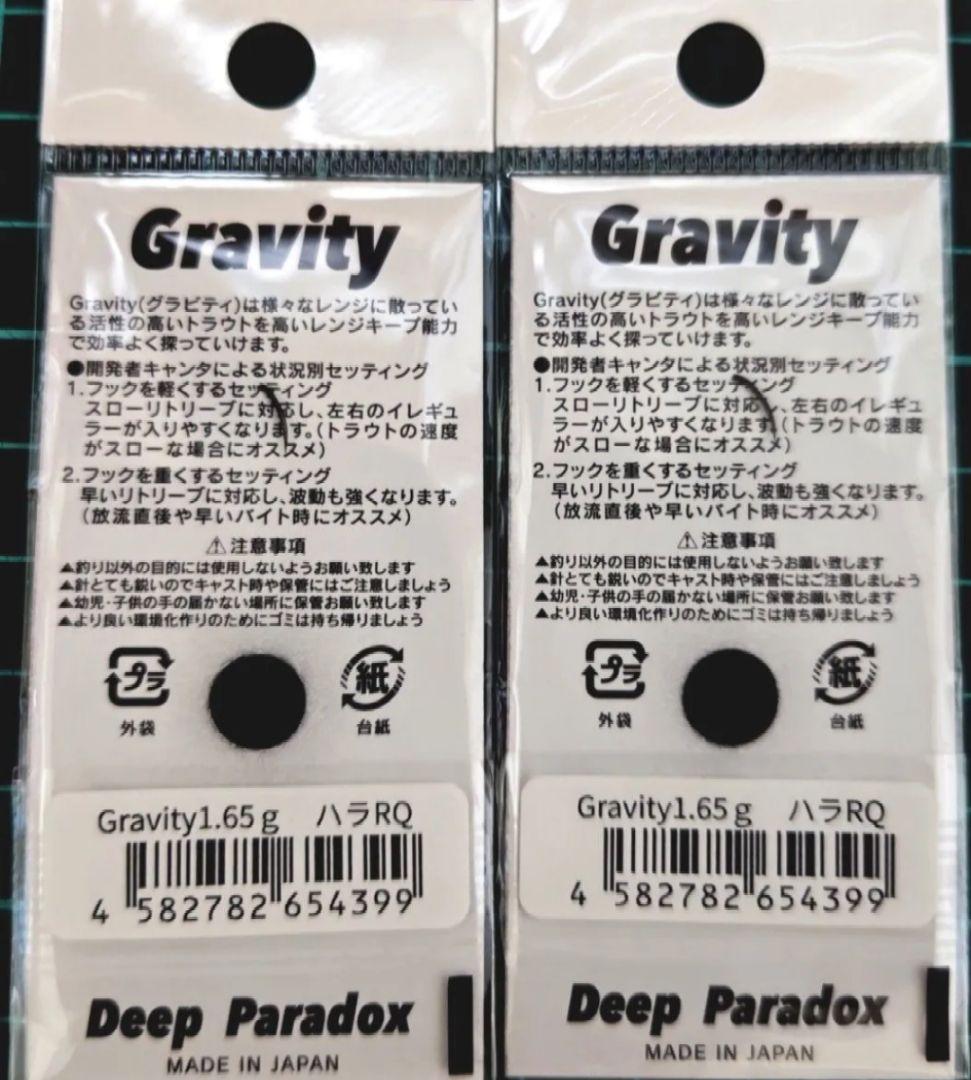 Gravity
Gravity(グラビティ)は様々なレンジに散ってい
る活性の高いトラウトを高いレンジキープ能力
で効率よく探っていけます。
●開発者キャンタによる状況別セッティング
1.フックを軽くするセッティング
スローリトリーブに対応し、左右のイレギュ
ラーが入りやすくなります。(トラウトの速度
がスローな場合にオススメ)
2.フックを重くするセッティング
早いリトリーブに対応し、波動も強くなります。
(放流直後や早いバイト時にオススメ)
⚠注意事項
▲釣り以外の目的には使用しないようお願い致します
▲針とても鋭いのでキャスト時や保管にはご注意しましょう
▲幼児・子供の手の届かない場所に保管お願い致します
▲より良い環境化作りのためにゴミは持ち帰りましょう
プラ
外袋
紙
台紙
Gravity1.65g ハラRQ
4 582782 654399
Deep Paradox
MADE IN JAPAN
Gravity
Gravity(グラビティ)は様々なレンジに散ってい
る活性の高いトラウトを高いレンジキープ能力
で効率よく探っていけます。
●開発者キャンタによる状況別セッティング
1.フックを軽くするセッティング
スローリトリーブに対応し、左右のイレギュ
ラーが入りやすくなります。(トラウトの速度
がスローな場合にオススメ)
2.フックを重くするセッティング
早いリトリーブに対応し、波動も強くなります。
(放流直後や早いバイト時にオススメ)
⚠注意事項
▲釣り以外の目的には使用しないようお願い致します
▲針とても鋭いのでキャスト時や保管にはご注意しましょう
▲幼児・子供の手の届かない場所に保管お願い致します
▲より良い環境化作りのためにゴミは持ち帰りましょう
プラ
外袋
紙
台紙
Gravity1.65g ハラRQ
4 582782 654399
Deep Paradox
MADE IN JAPAN